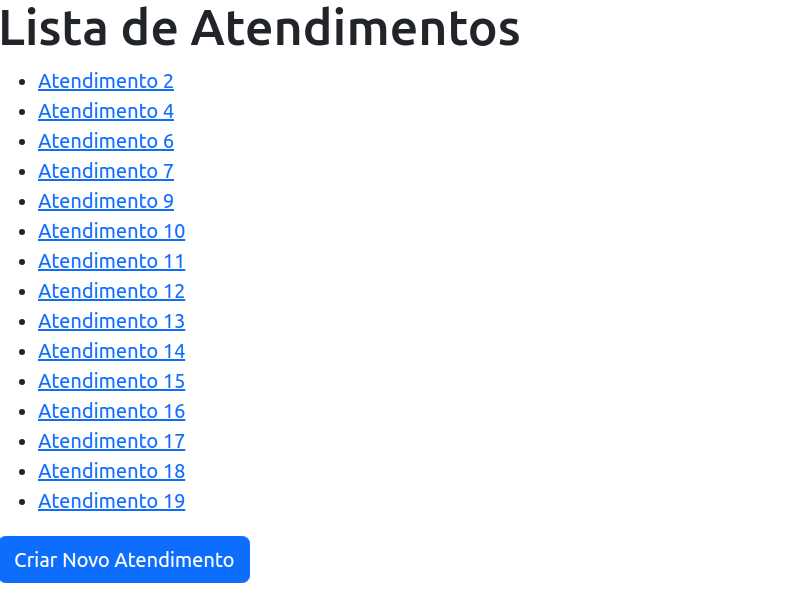 Lista de Atendimentos
Atendimento 2
Atendimento 4
Atendimento 6
Atendimento 7
Atendimento 9
Atendimento 10
Atendimento 11
Atendimento 12
Atendimento 13
Atendimento 14
Atendimento 15
Atendimento 16
Atendimento 17
Atendimento 18
Atendimento 19
Criar Novo Atendimento